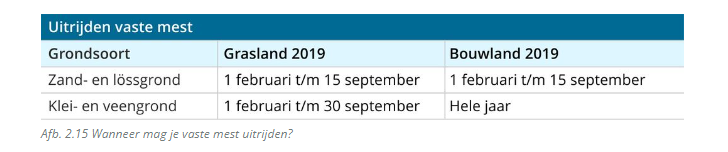 Uitrijden vaste mest
Grondsoort Grasland 2019 Bouwland 2019
Zand- en lössgrond 1 februari t/m 15 september 1 februari t/m 15 september
Klei- en veengrond 1 februari t/m 30 september Hele jaar
Afb. 2.15 Wanneer mag je vaste mest uitrijden?